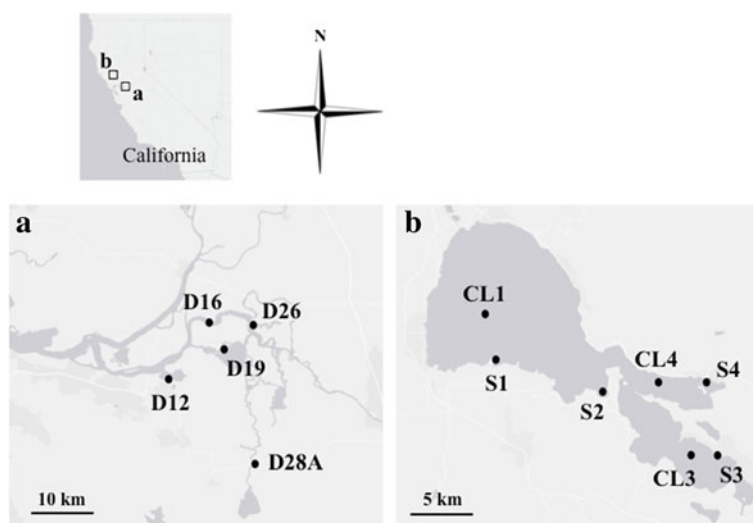 N
b
a
California
a
D16
D26
D19
D12
D28A
10 km
b
CL1
CL4
S4
S1
S2
CL3
S3
5 km